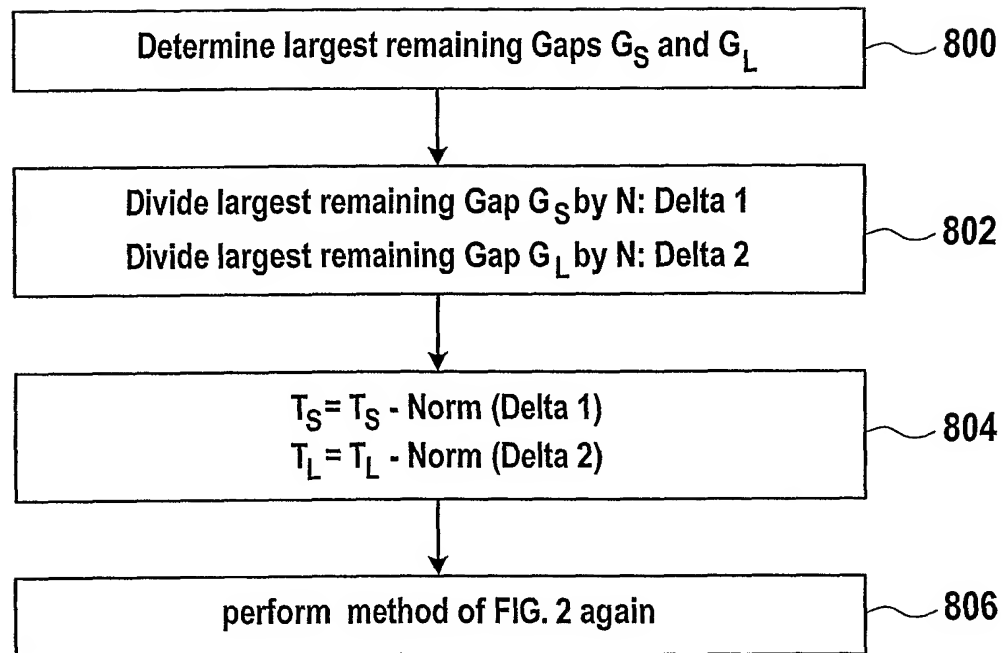 Determine largest remaining Gaps G_S and G_L
800
Divide largest remaining Gap G_S by N: Delta 1
Divide largest remaining Gap G_L by N: Delta 2
802
T_S = T_S - Norm (Delta 1)
T_L = T_L - Norm (Delta 2)
804
perform method of FIG. 2 again
806